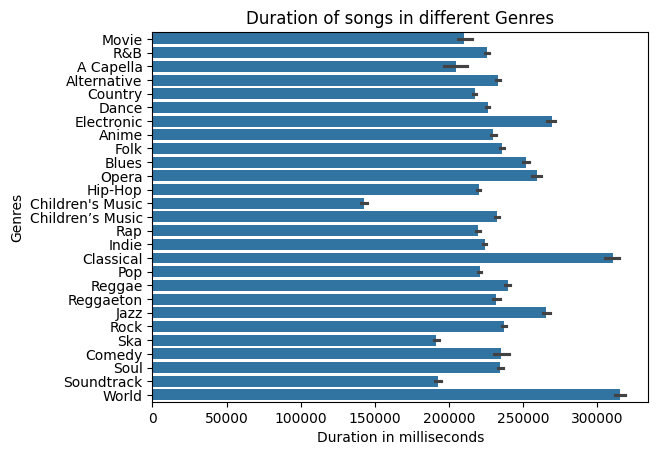 Duration of songs in different Genres
Genres
Movie
R&B
A Capella
Alternative
Country
Dance
Electronic
Anime
Folk
Blues
Opera
Hip-Hop
Children's Music
Children’s Music
Rap
Indie
Classical
Pop
Reggae
Reggaeton
Jazz
Rock
Ska
Comedy
Soul
Soundtrack
World
0 50000 100000 150000 200000 250000 300000
Duration in milliseconds